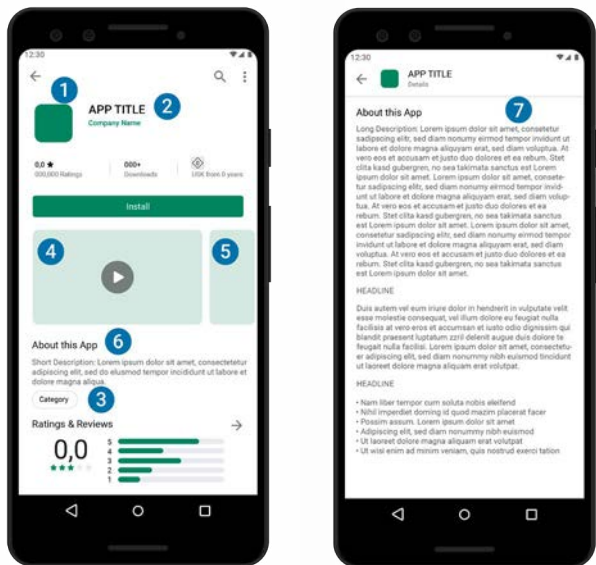 12:30
1
APP TITLE
2
Company Name
0,0 ★
000,000 Ratings
000+
Downloads
USK from 0 years
Install
4
5
About this App
6
Short Description: Lorem ipsum dolor sit amet, consectetetur
adipiscing elit, sed do elusmod tempor incididunt ut labore et
dolore magna aliqua.
Category
3
Ratings & Reviews
0,0
5
4
3
2
1
12:30
APP TITLE
Details
7
About this App
Long Description: Lorem ipsum dolor sit amet, consetetur
sadipscing elitr, sed diam nonumy eirmod tempor invidunt ut
labore et dolore magna aliquyam erat, sed diam voluptua. At
vero eos et accusam et justo duo dolores et ea rebum. Stet
clita kasd gubergren, no sea takimata sanctus est Lorem
ipsum dolor sit amet. Lorem ipsum dolor sit amet, consete-
tur sadipscing elitr, sed diam nonumy eirmod tempor invid-
unt ut labore et dolore magna aliquyam erat, sed diam volup-
tua. At vero eos et accusam et justo duo dolores et ea
rebum. Stet clita kasd gubergren, no sea takimata sanctus
est Lorem ipsum dolor sit amet. Lorem ipsum dolor sit amet,
consetetur sadipscing elitr, sed diam nonumy eirmod tempor
invidunt ut labore et dolore magna aliquyam erat, sed diam
voluptua. At vero eos et accusam et justo duo dolores et ea
rebum. Stet clita kasd gubergren, no sea takimata sanctus
est Lorem ipsum dolor sit amet.
HEADLINE
Duis autem vel eum iriure dolor in hendrerit in vulputate velit
esse molestie consequat, vel illum dolore eu feugiat nulla
facilisis at vero eros et accumsan et iusto odio dignissim qui
blandit praesent luptatum zzril delenit augue duis dolore te
feugait nulla facilisi. Lorem ipsum dolor sit amet, consectetu-
er adipiscing elit, sed diam nonummy nibh euismod tincidunt
ut laoreet dolore magna aliquam erat volutpat.
HEADLINE
• Nam liber tempor cum soluta nobis eleifend
• Nihil imperdiet doming id quod mazim placerat facer
• Possim assum. Lorem ipsum dolor sit amet
• Adipiscing elit, sed diam nonummy nibh euismod
• Ut laoreet dolore magna aliquam erat volutpat
• Ut wisi enim ad minim veniam, quis nostrud exerci tation